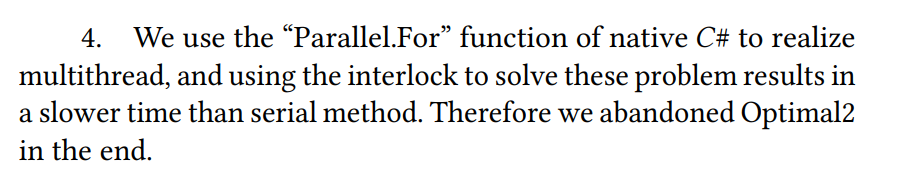 4. We use the “Parallel.For” function of native C# to realize
multithread, and using the interlock to solve these problem results in
a slower time than serial method. Therefore we abandoned Optimal2
in the end.